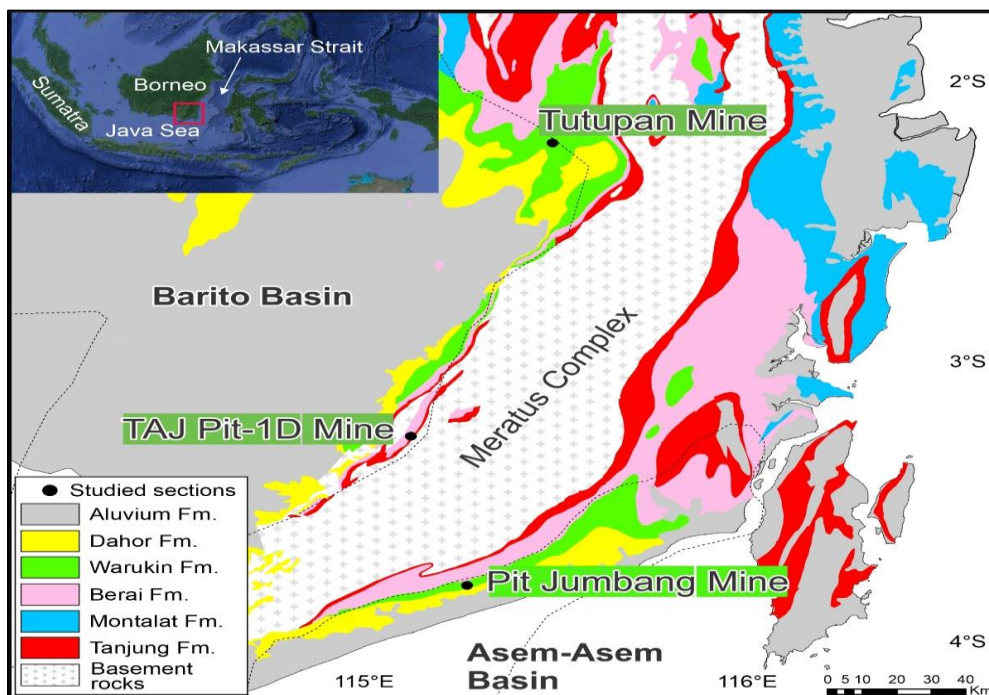 Makassar Strait
Borneo
Sumatra
Java Sea
2°S
Tutupan Mine
Barito Basin
3°S
Meratus Complex
TAJ Pit-1D Mine
Studied sections
Aluvium Fm.
Dahor Fm.
Warukin Fm.
Berai Fm.
Montalat Fm.
Tanjung Fm.
Basement
rocks
Pit Jumbang Mine
4°S
Asem-Asem
Basin
115°E
116°E
0 10 20 30 40
Km